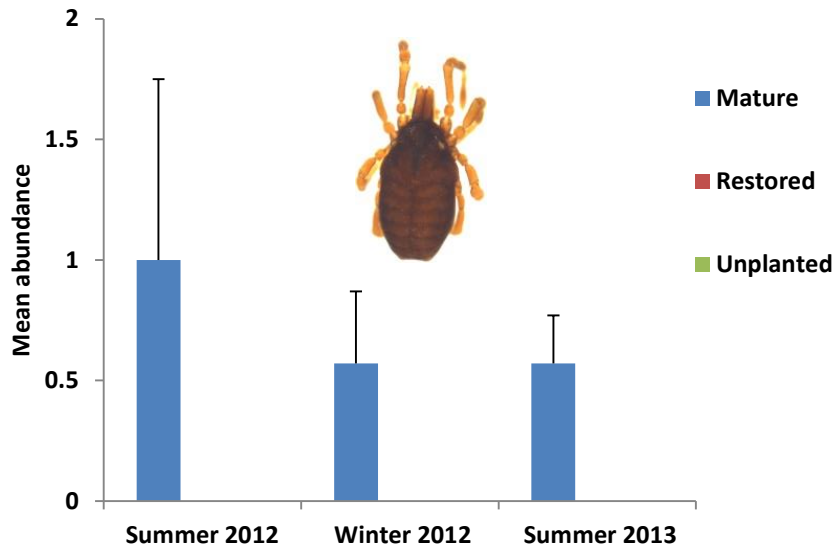 Mean abundance
2
1.5
1
0.5
0
Summer 2012
Winter 2012
Summer 2013
Mature
Restored
Unplanted